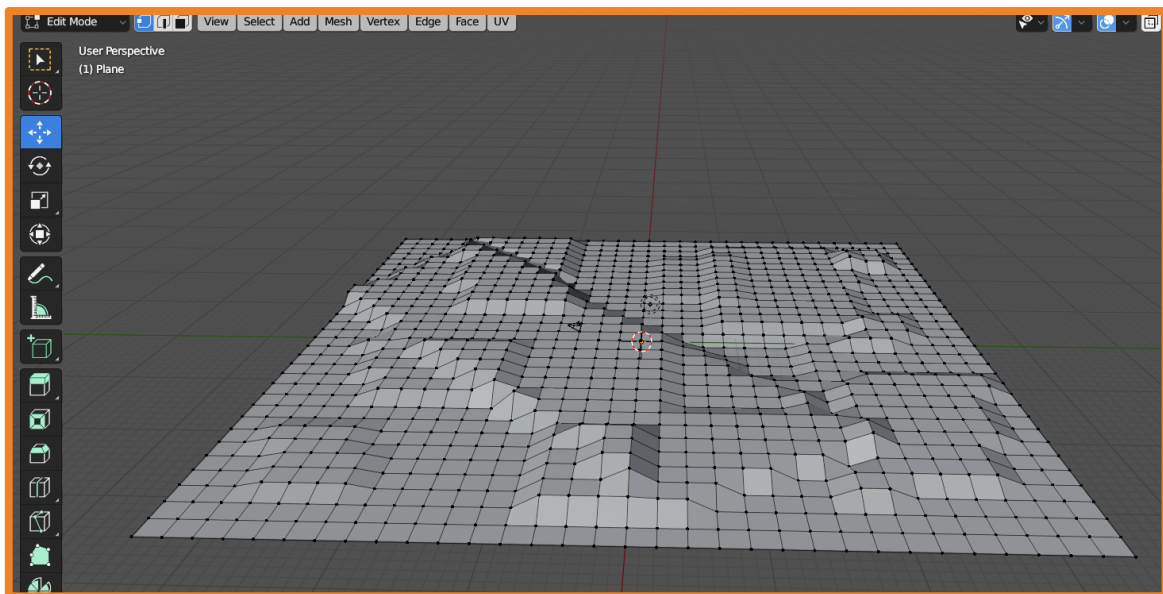 Edit Mode View Select Add Mesh Vertex Edge Face UV
User Perspective
(1) Plane